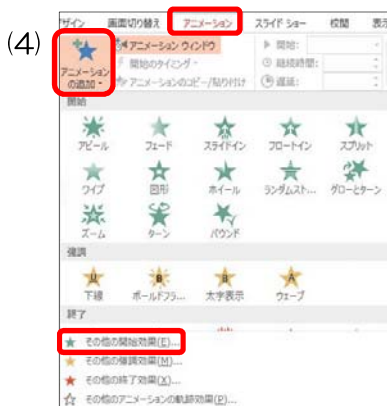 (4)
デザイン 画面切り替え アニメーション スライド ショー 校閲 表示
アニメーションの追加
アニメーション ウィンドウ
開始のタイミング
アニメーションのコピー/貼り付け
開始:
継続時間:
遅延:
開始
アピール フェード スライドイン フロートイン スプリット
ワイプ 図形 ホイール ランダムスト... グローとターン
ズーム ターン バウンド
強調
下線 ボールドフラ... 太字表示 ウェーブ
終了
その他の開始効果(E)...
その他の強調効果(M)...
その他の終了効果(X)...
その他のアニメーションの軌跡効果(P)...